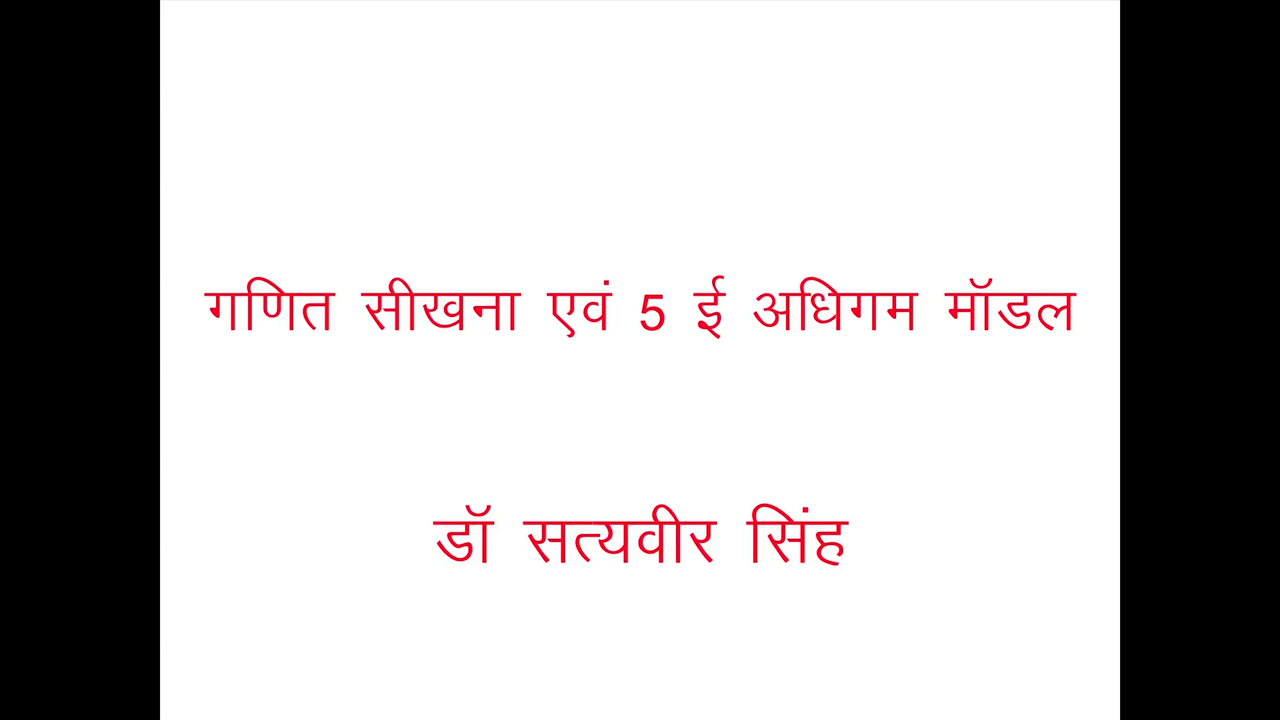 गणित सीखना एवं 5 ई अधिगम मॉडल
डॉ सत्यवीर सिंह